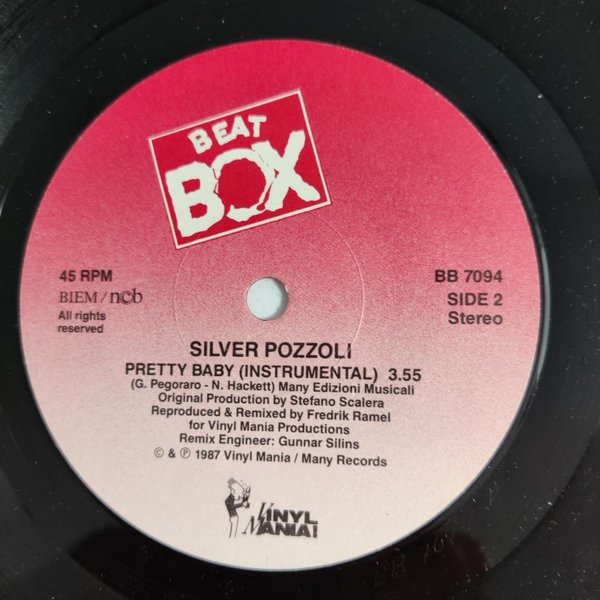 BEAT
BOX
45 RPM
BIEM/ncb
All rights
reserved
BB 7094
SIDE 2
Stereo
SILVER POZZOLI
PRETTY BABY (INSTRUMENTAL) 3.55
(G. Pegoraro - N. Hackett) Many Edizioni Musicali
Original Production by Stefano Scalera
Reproduced & Remixed by Fredrik Ramel
for Vinyl Mania Productions
Remix Engineer: Gunnar Silins
© & ℗ 1987 Vinyl Mania / Many Records
VINYL
MANIA!